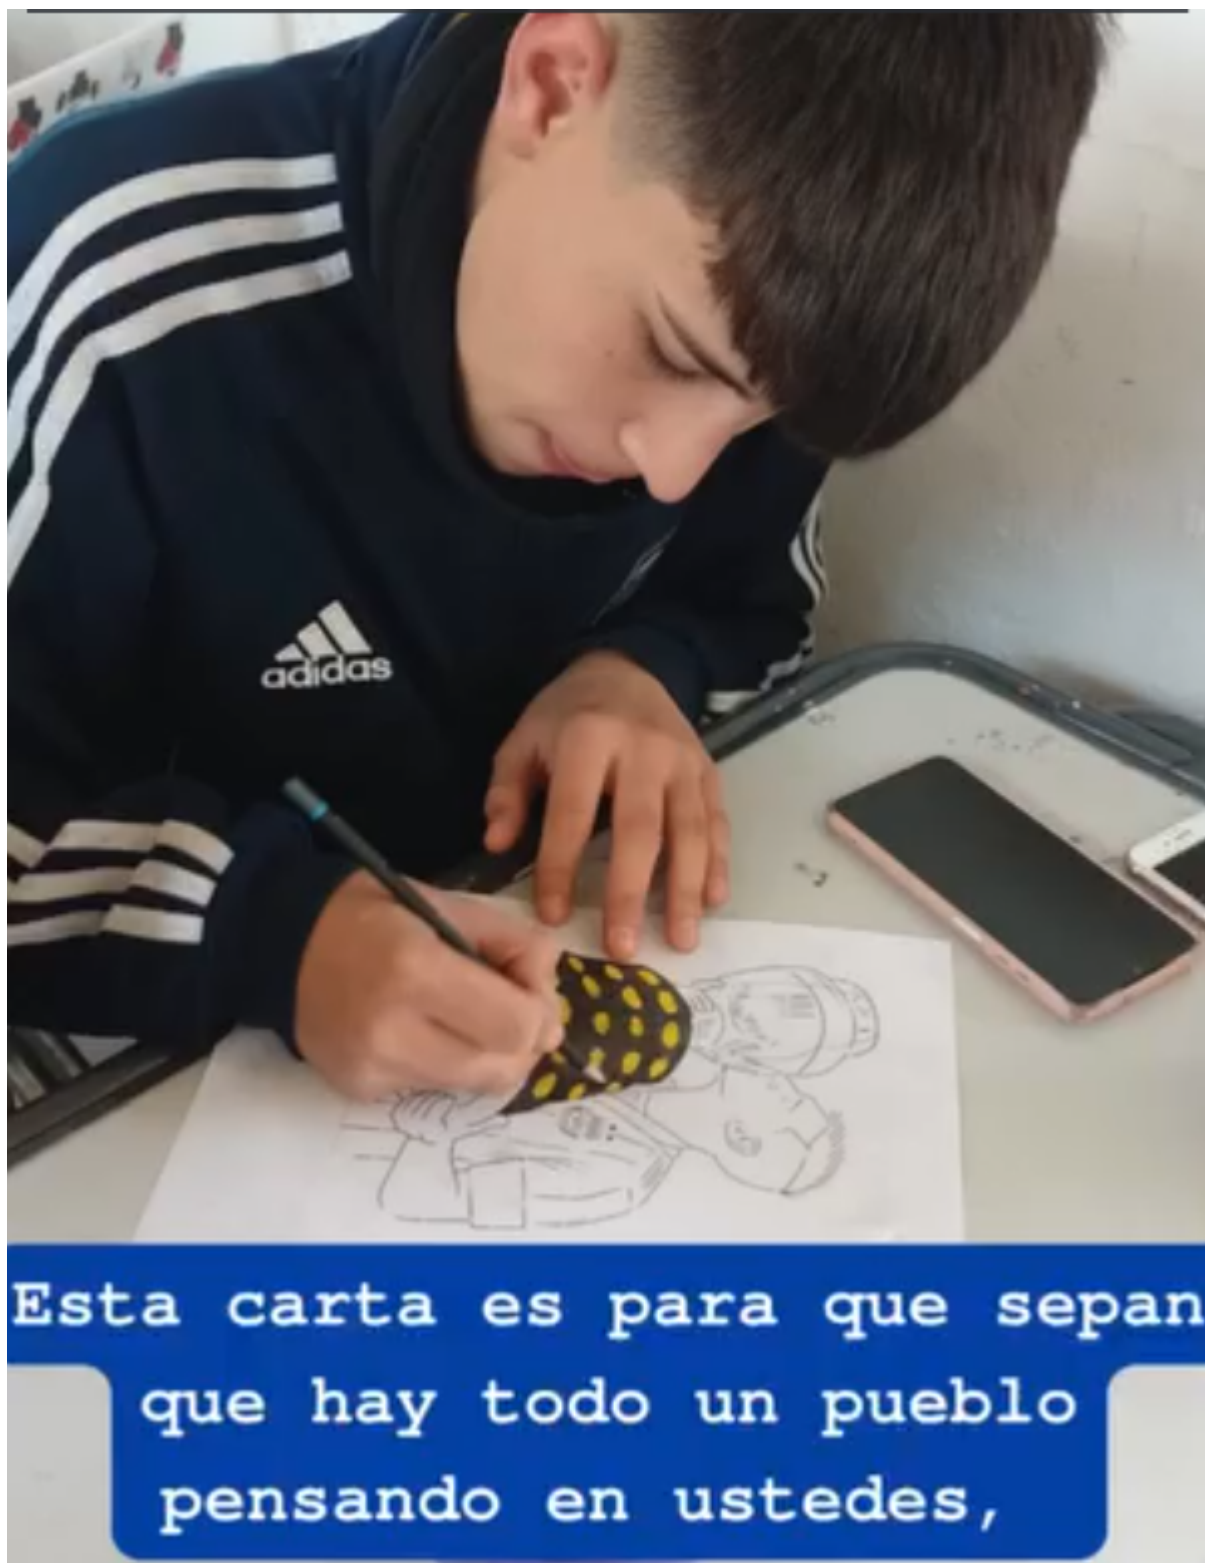 adidas
Esta carta es para que sepan
que hay todo un pueblo
pensando en ustedes,